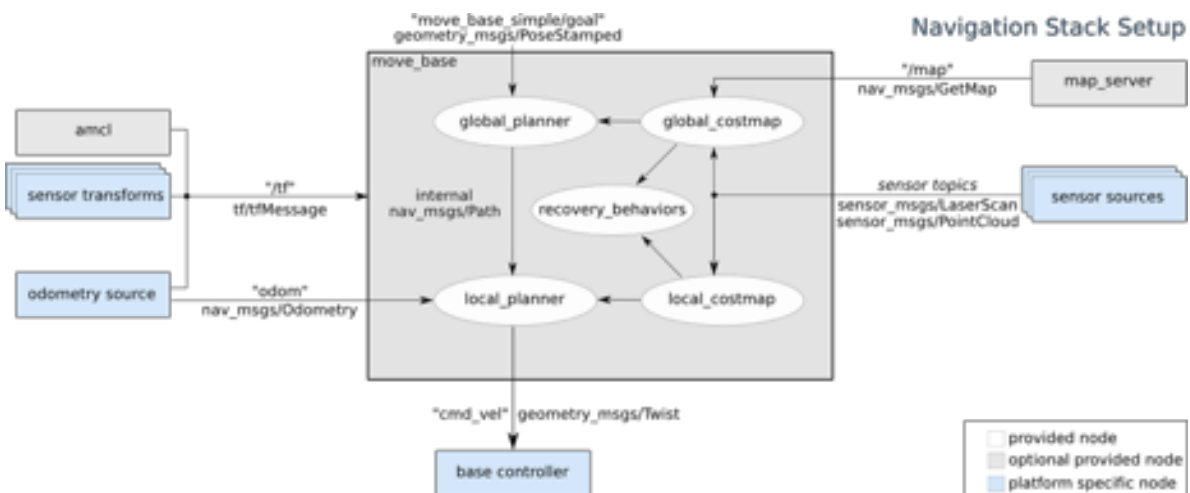 "move_base_simple/goal"
geometry_msgs/PoseStamped
Navigation Stack Setup
move_base
"/map"
nav_msgs/GetMap
map_server
amcl
global_planner
global_costmap
sensor transforms
"/tf"
tf/tfMessage
internal
nav_msgs/Path
recovery_behaviors
sensor topics
sensor_msgs/LaserScan
sensor_msgs/PointCloud
sensor sources
odometry source
"odom"
nav_msgs/Odometry
local_planner
local_costmap
"cmd_vel" geometry_msgs/Twist
base controller
provided node
optional provided node
platform specific node